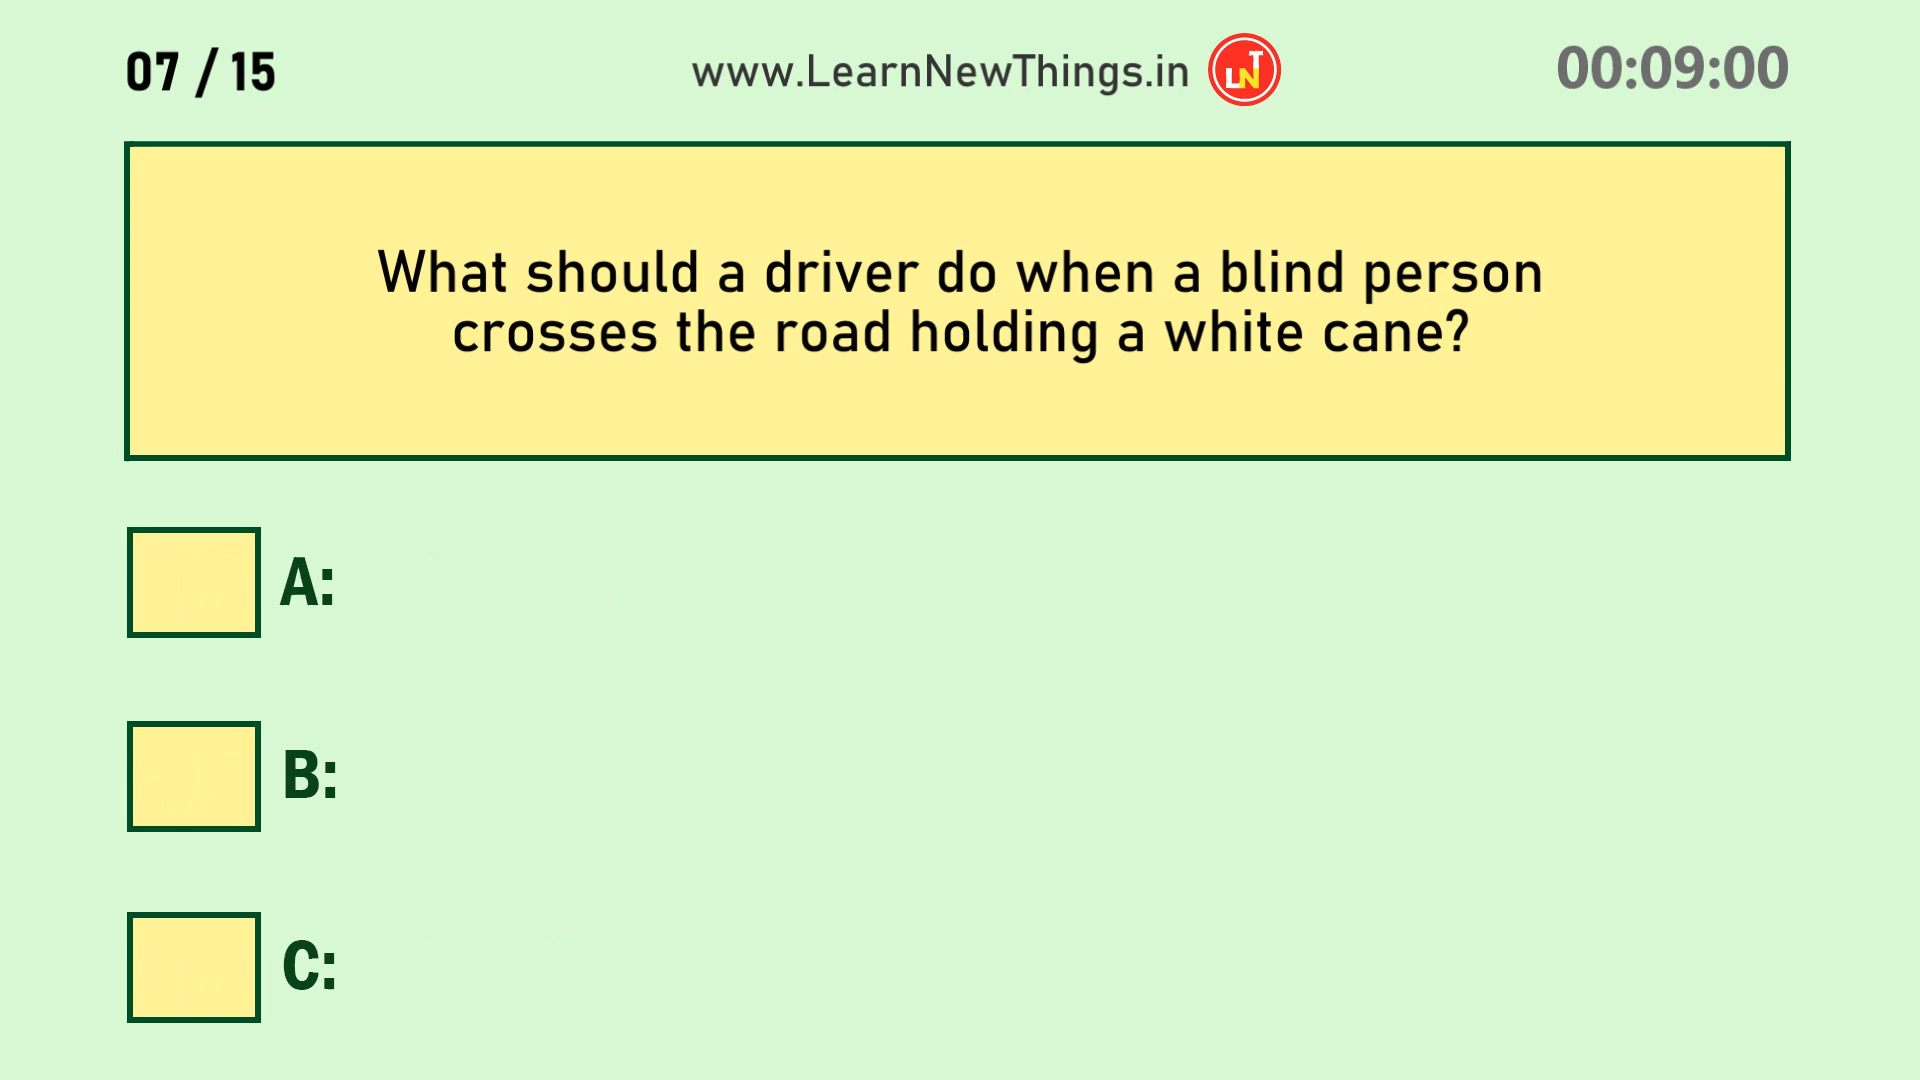 07 / 15
www.LearnNewThings.in
LNT
00:09:00
What should a driver do when a blind person
crosses the road holding a white cane?
A:
B:
C: